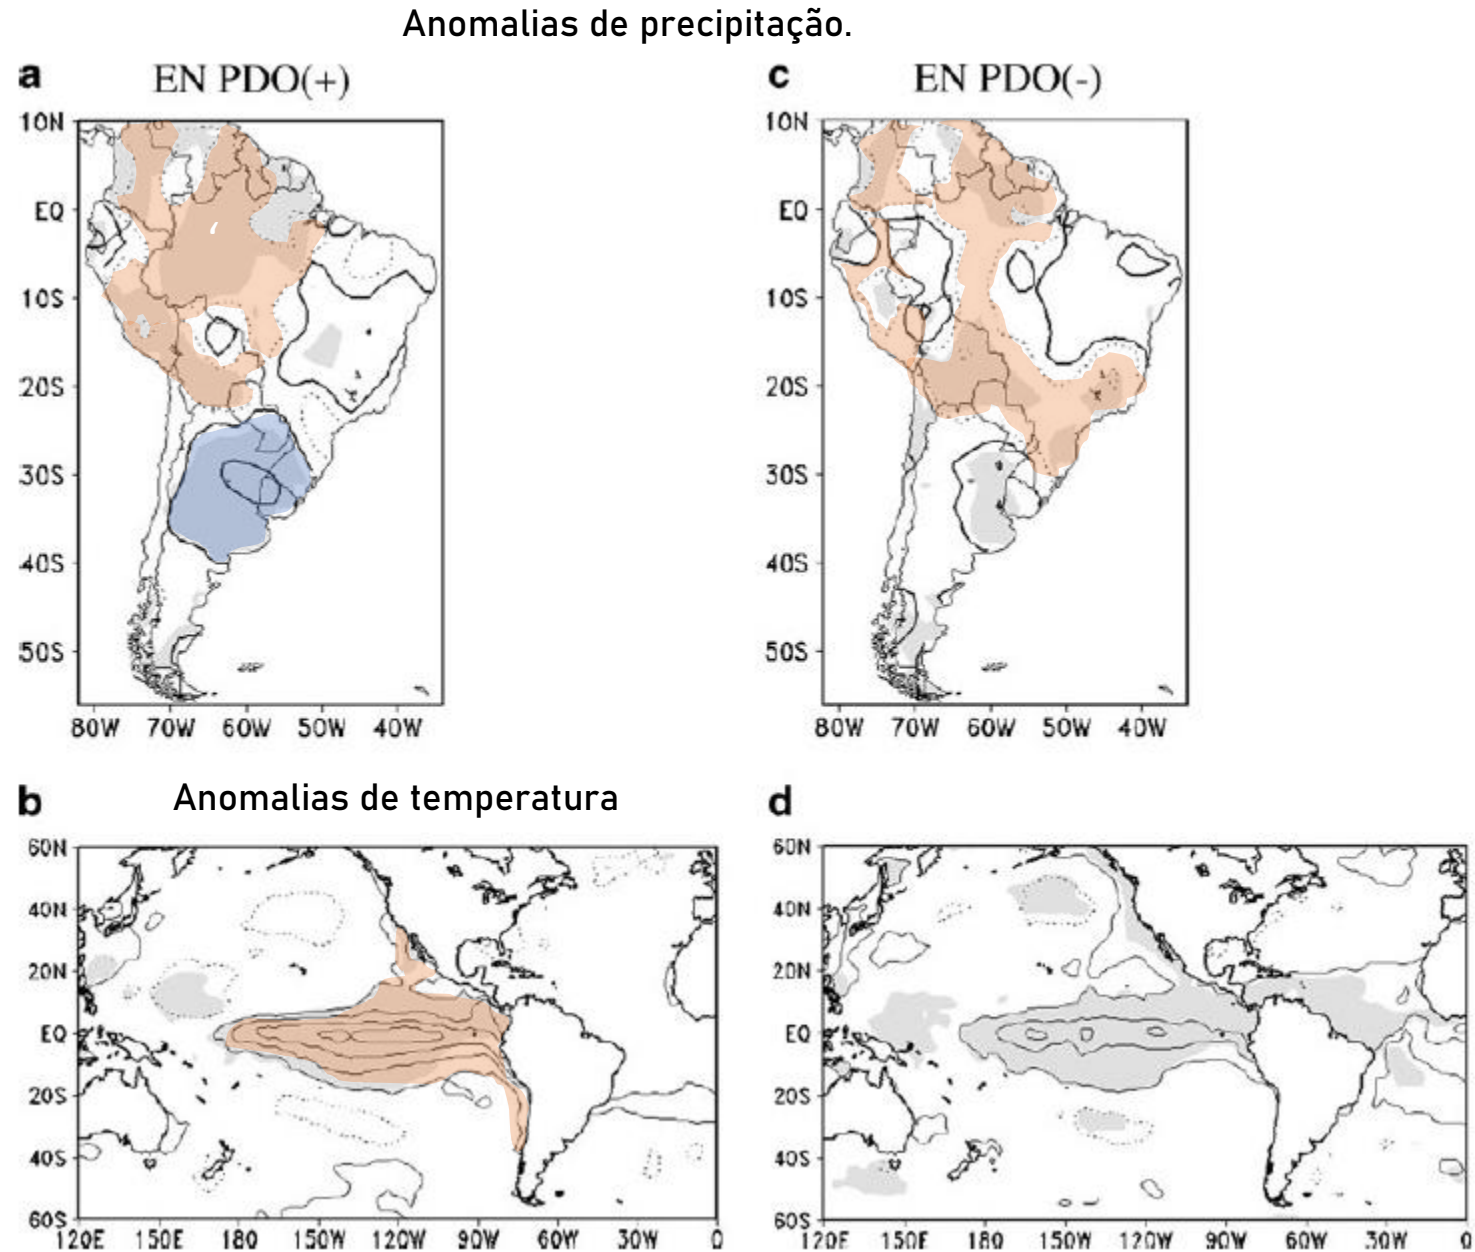 Anomalias de precipitação.
a EN PDO(+)
c EN PDO(-)
10N
EQ
10S
20S
30S
40S
50S
80W 70W 60W 50W 40W
10N
EQ
10S
20S
30S
40S
50S
80W 70W 60W 50W 40W
b Anomalias de temperatura
d
60N
40N
20N
EQ
20S
40S
60S
120E 150E 180 150W 120W 90W 60W 30W 0
60N
40N
20N
EQ
20S
40S
60S
120E 150E 180 150W 120W 90W 60W 30W 0